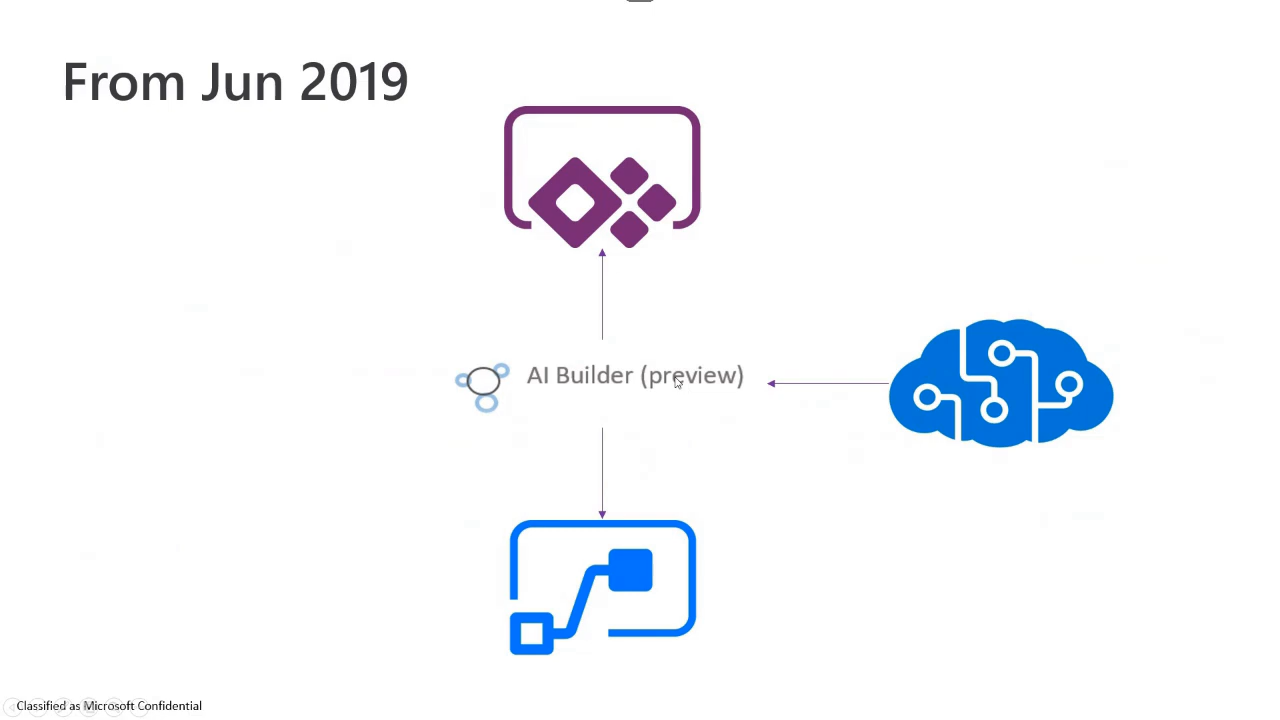 From Jun 2019
AI Builder (preview)
Classified as Microsoft Confidential